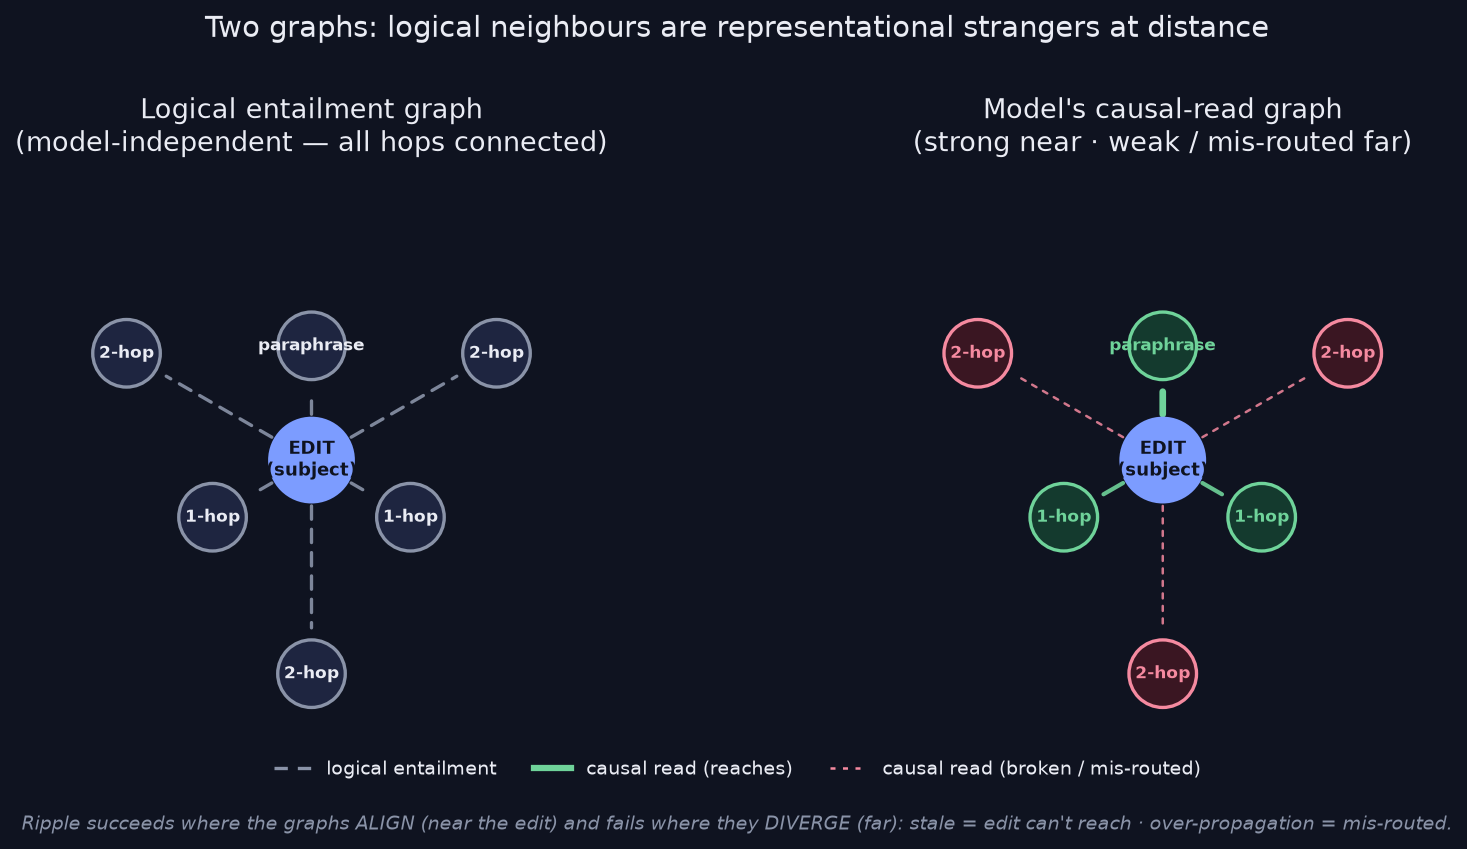 Two graphs: logical neighbours are representational strangers at distance
Logical entailment graph
(model-independent — all hops connected)
2-hop
paraphrase
2-hop
EDIT
(subject)
1-hop
1-hop
2-hop
Model's causal-read graph
(strong near · weak / mis-routed far)
2-hop
paraphrase
2-hop
EDIT
(subject)
1-hop
1-hop
2-hop
logical entailment
causal read (reaches)
causal read (broken / mis-routed)
Ripple succeeds where the graphs ALIGN (near the edit) and fails where they DIVERGE (far): stale = edit can't reach · over-propagation = mis-routed.